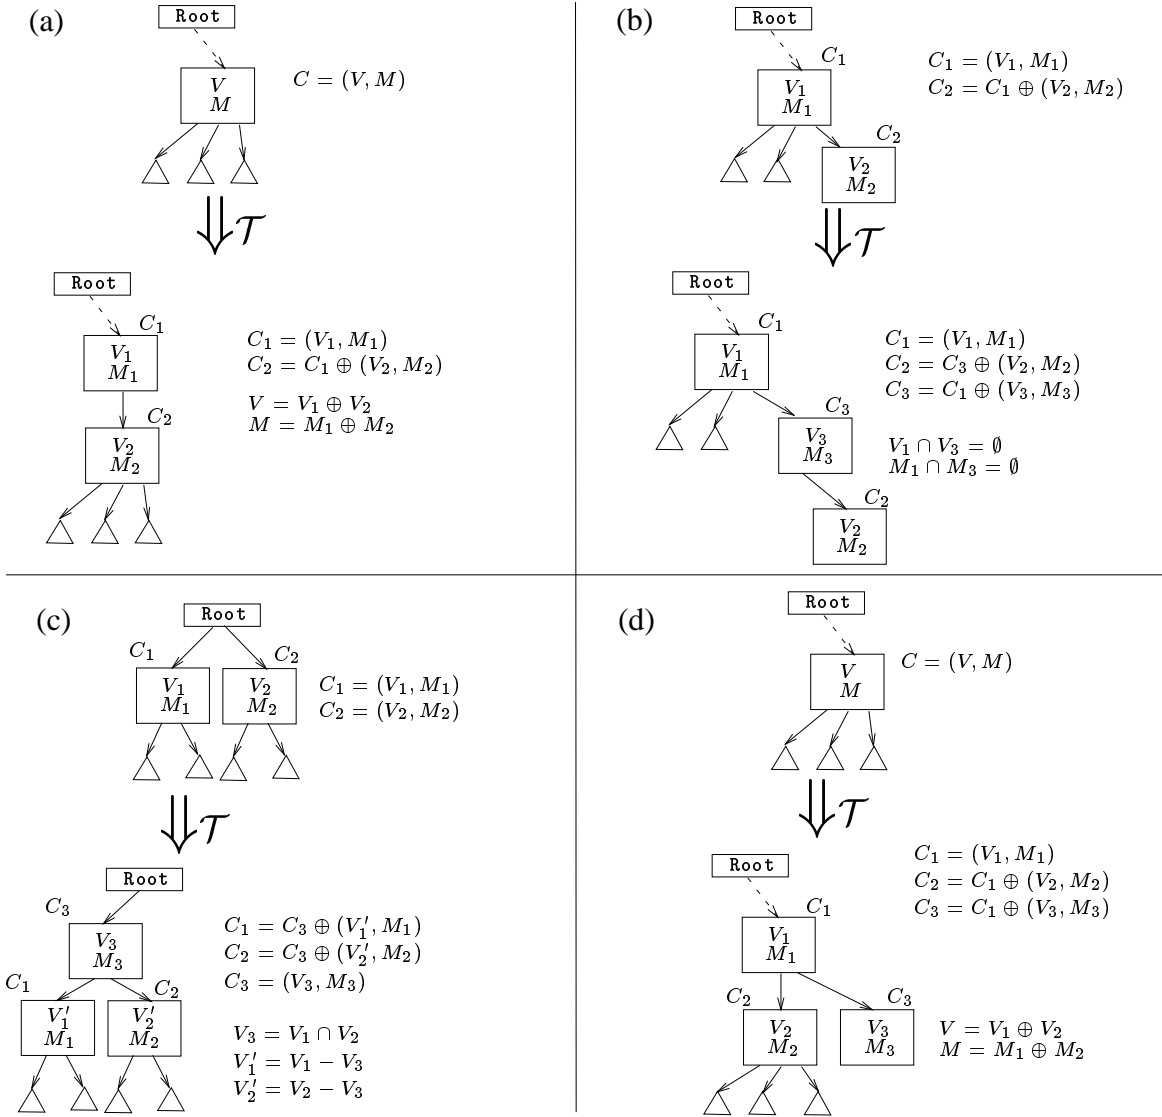 (a)
Root
V
M
C = (V, M)
𝒯
Root
C₁
V₁
M₁
C₂
V₂
M₂
C₁ = (V₁, M₁)
C₂ = C₁ ⊕ (V₂, M₂)
V = V₁ ⊕ V₂
M = M₁ ⊕ M₂
(b)
Root
C₁
V₁
M₁
C₂
V₂
M₂
C₁ = (V₁, M₁)
C₂ = C₁ ⊕ (V₂, M₂)
𝒯
Root
C₁
V₁
M₁
C₃
V₃
M₃
C₂
V₂
M₂
C₁ = (V₁, M₁)
C₂ = C₃ ⊕ (V₂, M₂)
C₃ = C₁ ⊕ (V₃, M₃)
V₁ ∩ V₃ = ∅
M₁ ∩ M₃ = ∅
(c)
Root
C₁
V₁
M₁
C₂
V₂
M₂
C₁ = (V₁, M₁)
C₂ = (V₂, M₂)
𝒯
Root
C₃
V₃
M₃
C₁
V₁′
M₁
C₂
V₂′
M₂
C₁ = C₃ ⊕ (V₁′, M₁)
C₂ = C₃ ⊕ (V₂′, M₂)
C₃ = (V₃, M₃)
V₃ = V₁ ∩ V₂
V₁′ = V₁ − V₃
V₂′ = V₂ − V₃
(d)
Root
V
M
C = (V, M)
𝒯
Root
C₁
V₁
M₁
C₂
V₂
M₂
C₃
V₃
M₃
C₁ = (V₁, M₁)
C₂ = C₁ ⊕ (V₂, M₂)
C₃ = C₁ ⊕ (V₃, M₃)
V = V₁ ⊕ V₂
M = M₁ ⊕ M₂